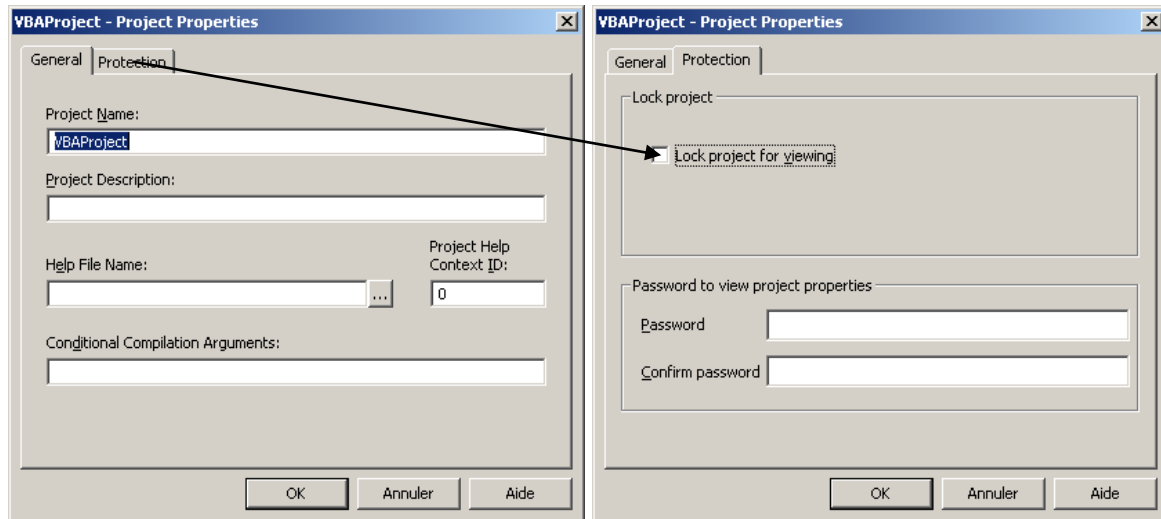 VBAProject - Project Properties
General Protection
Project Name:
VBAProject
Project Description:
Help File Name:
Project Help
Context ID:
...
0
Conditional Compilation Arguments:
OK Annuler Aide
VBAProject - Project Properties
General Protection
Lock project
Lock project for viewing
Password to view project properties
Password
Confirm password
OK Annuler Aide